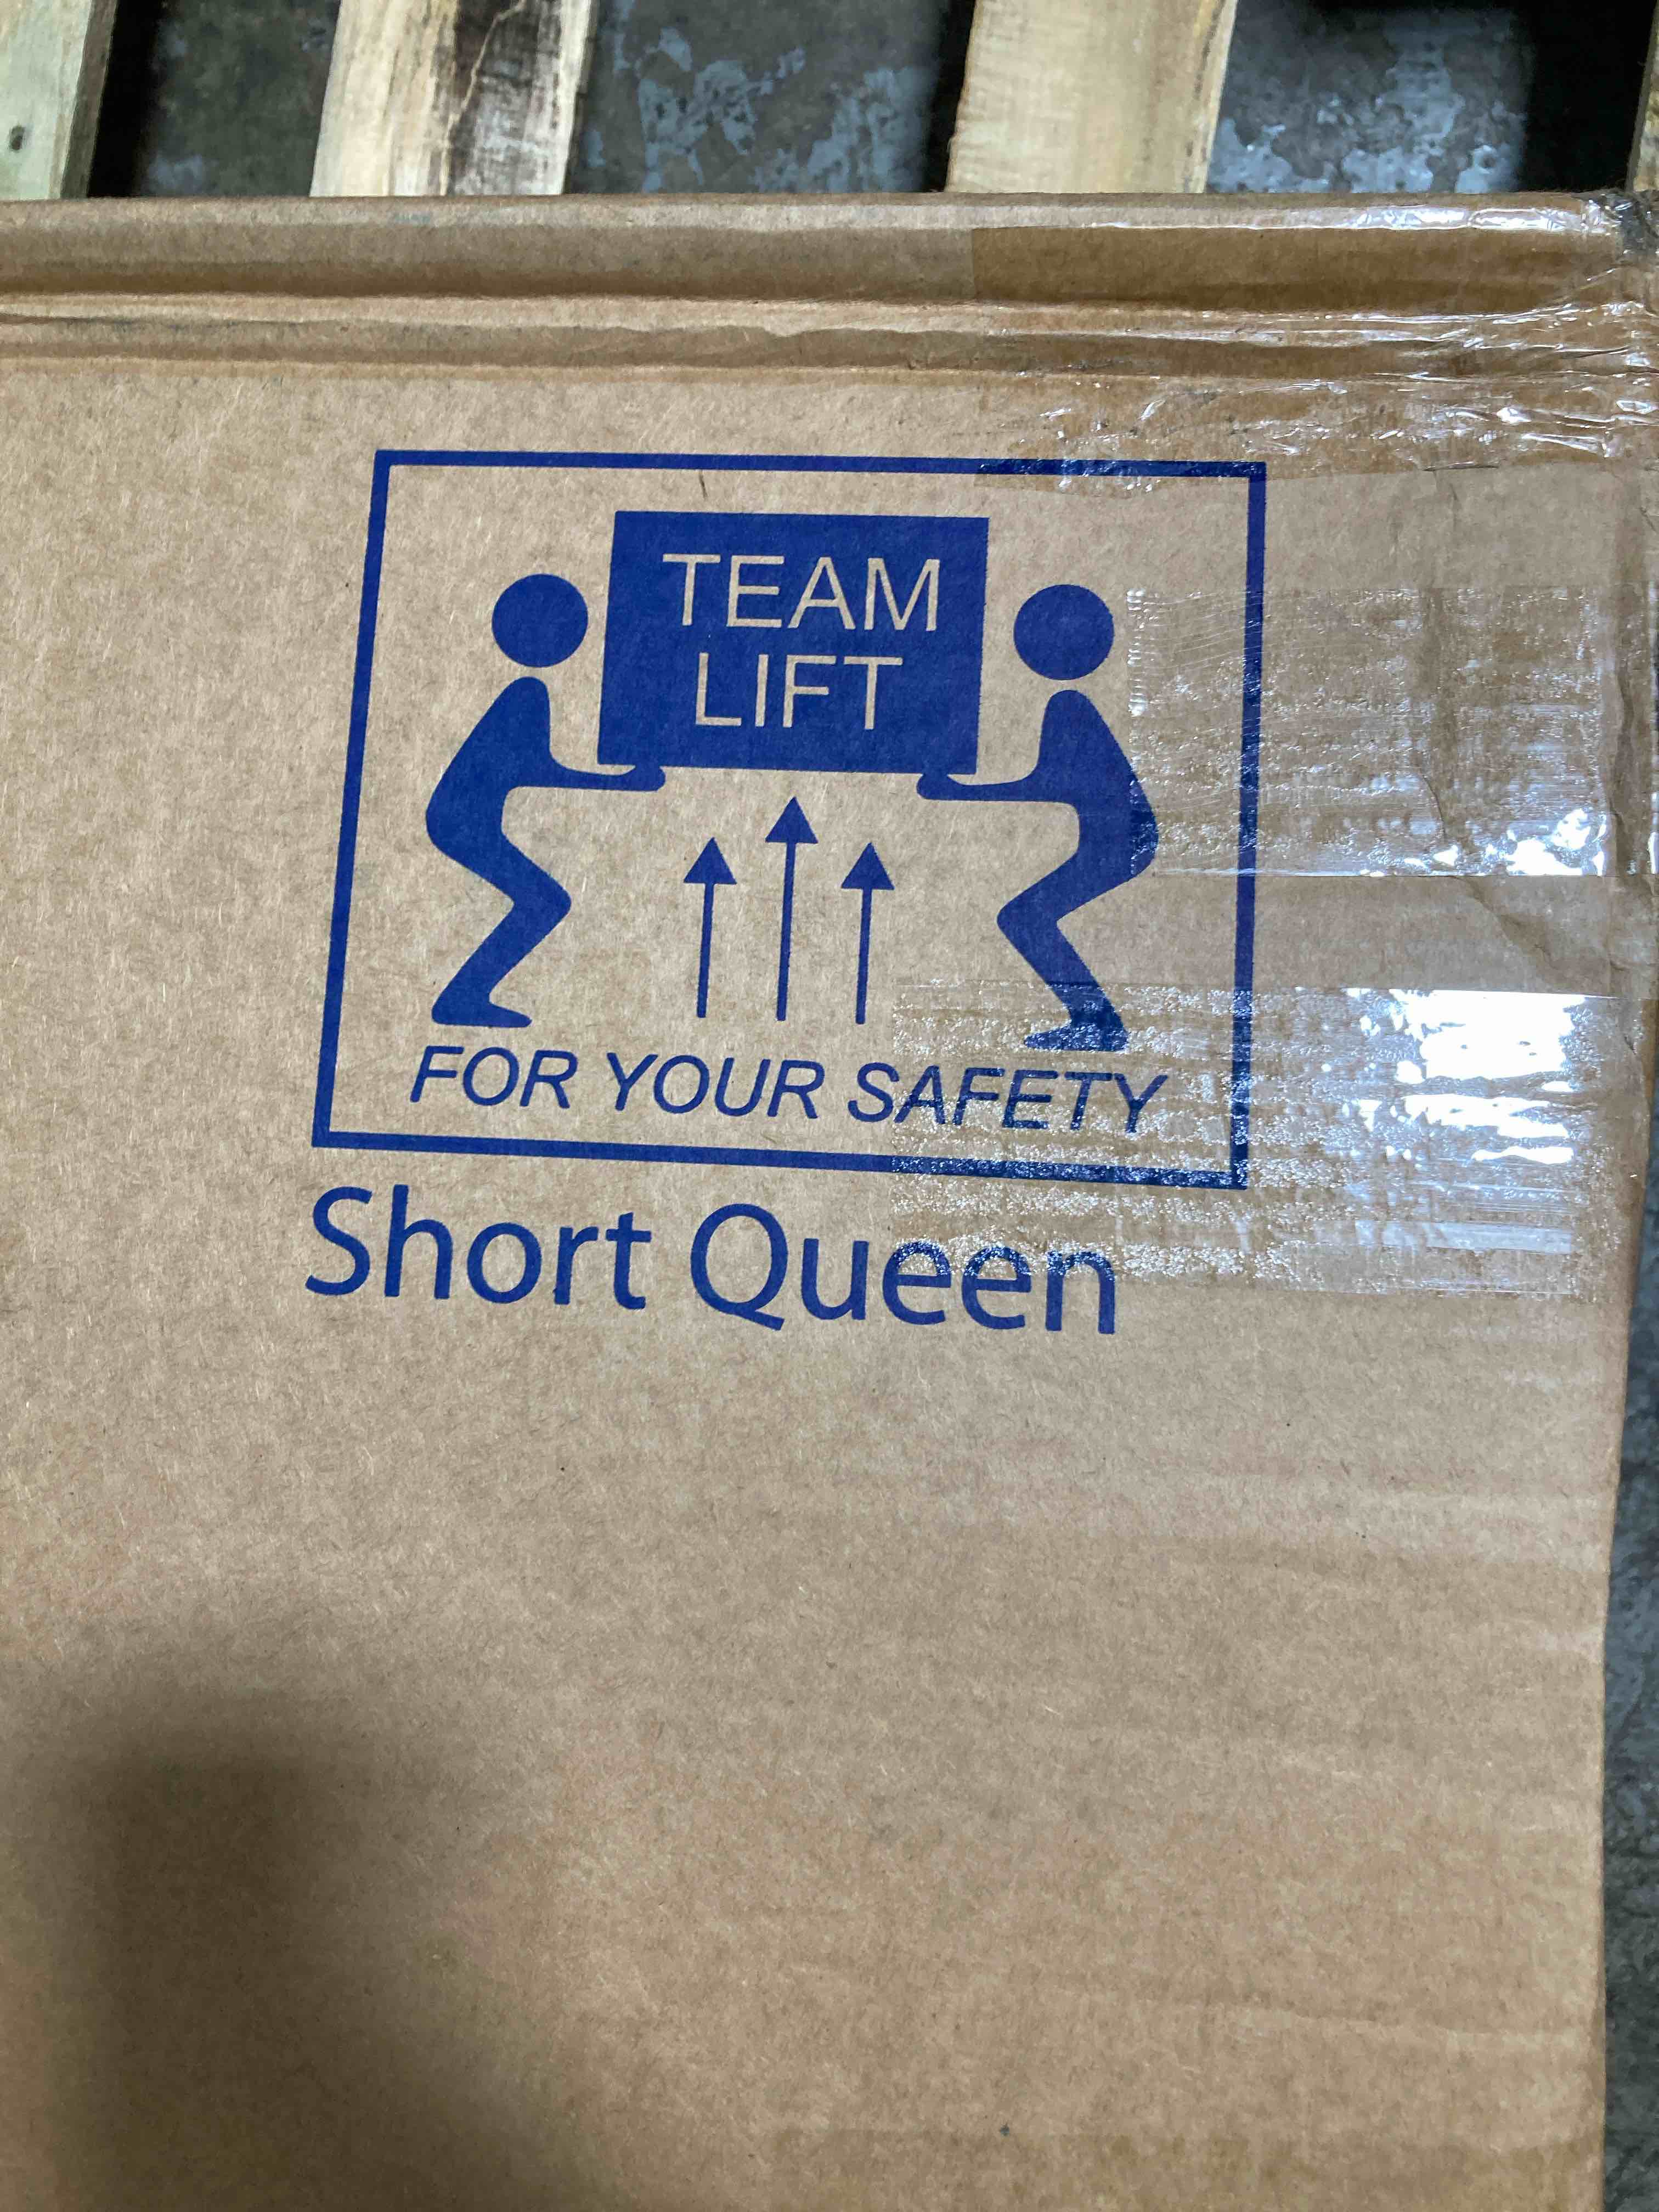 TEAM
LIFT
FOR YOUR SAFETY
Short Queen